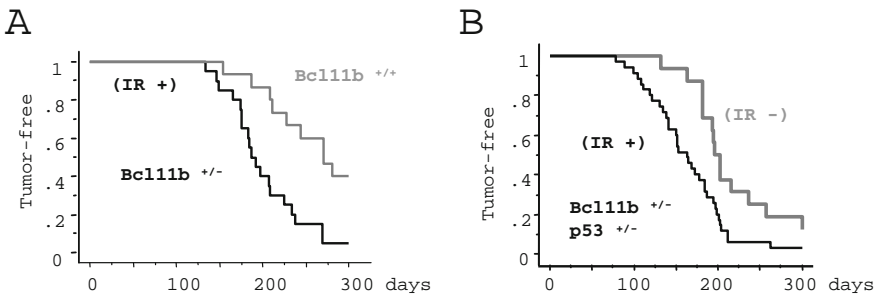 A
Tumor-free
1
.8
.6
.4
.2
0
(IR +)
Bcl11b +/+
Bcl11b +/-
0 100 200 300 days
B
Tumor-free
1
.8
.6
.4
.2
0
(IR -)
(IR +)
Bcl11b +/-
p53 +/-
0 100 200 300 days